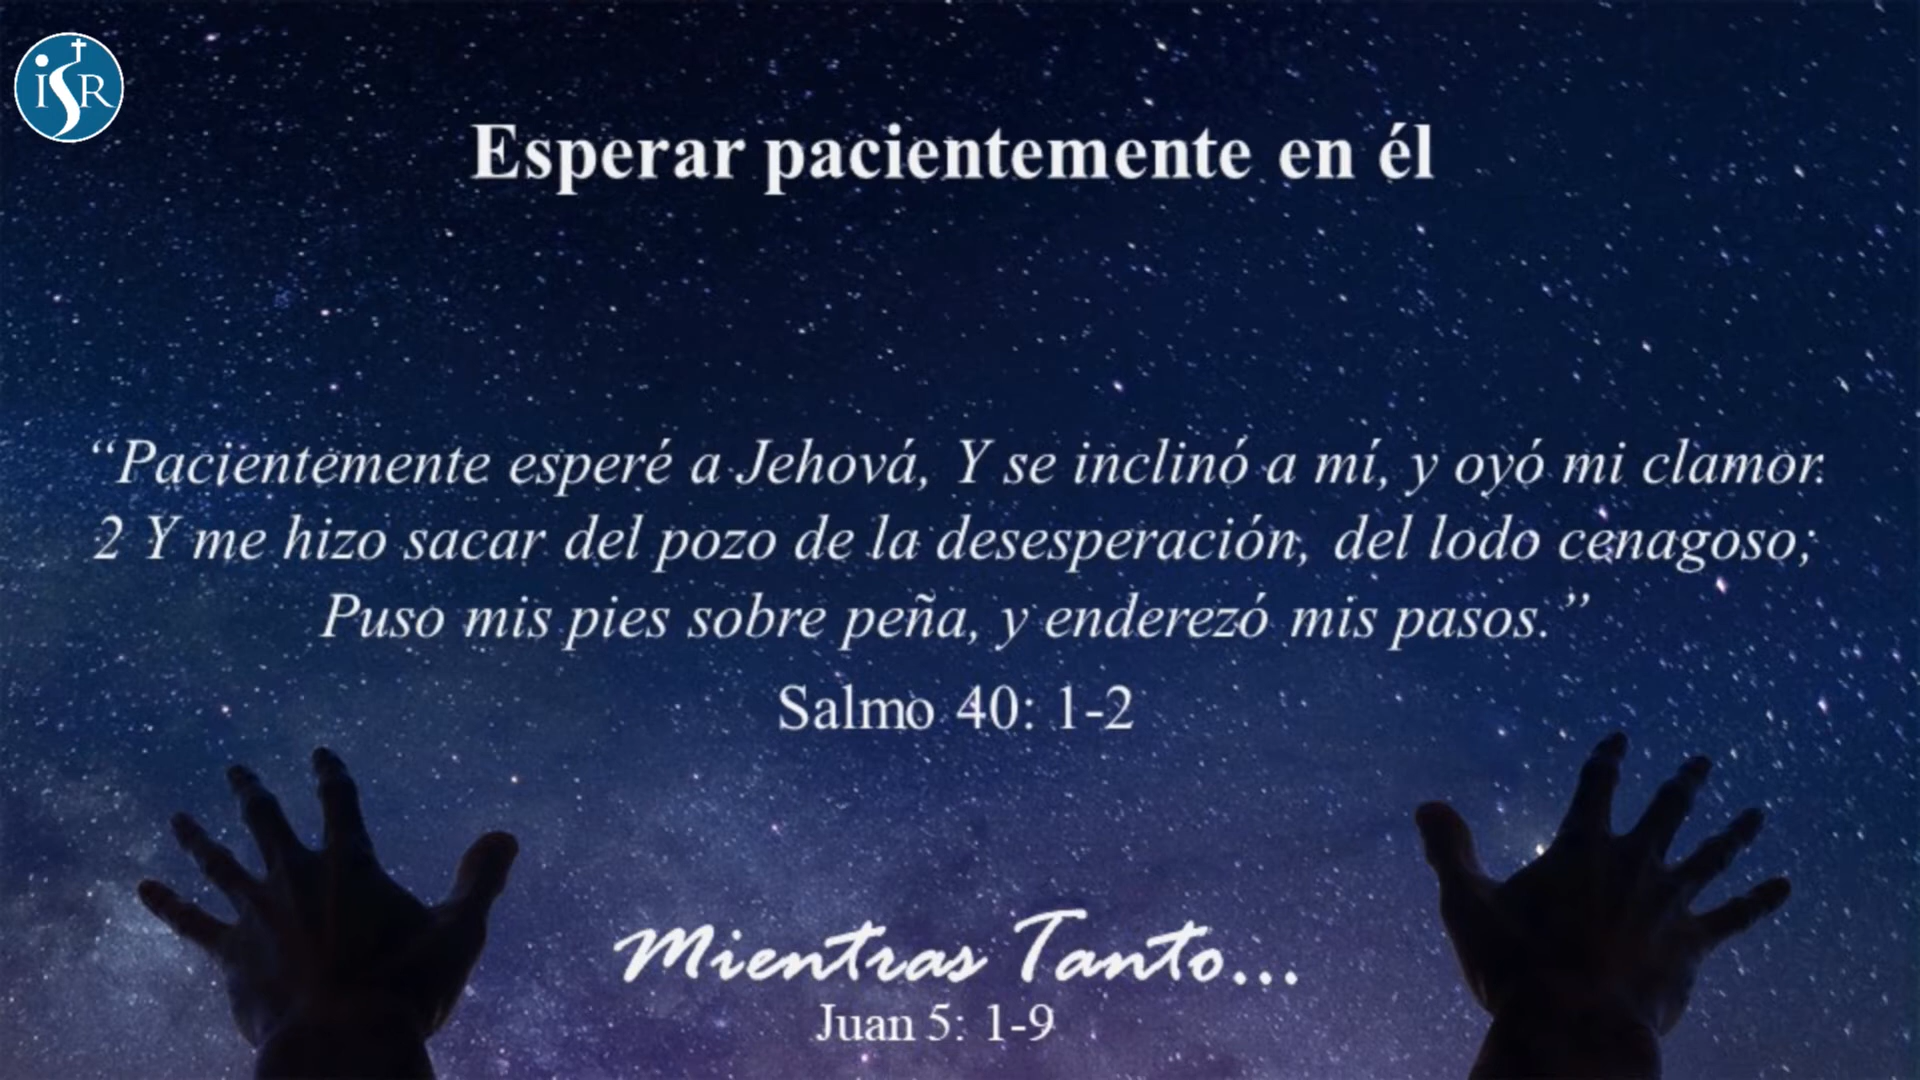 iSR
Esperar pacientemente en él
“Pacientemente esperé a Jehová, Y se inclinó a mí, y oyó mi clamor.
2 Y me hizo sacar del pozo de la desesperación, del lodo cenagoso;
Puso mis pies sobre peña, y enderezó mis pasos.”
Salmo 40: 1-2
Mientras Tanto...
Juan 5: 1-9